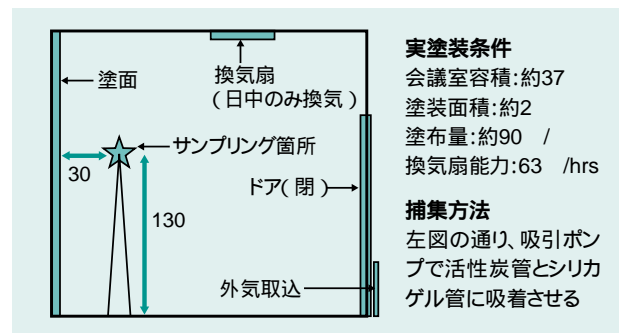 塗面
換気扇
(日中のみ換気)
サンプリング箇所
30
130
ドア(閉)
外気取込
実塗装条件
会議室容積:約37
塗装面積:約2
塗布量:約90 /
換気扇能力:63 /hrs
捕集方法
左図の通り、吸引ポン
プで活性炭管とシリカ
ゲル管に吸着させる